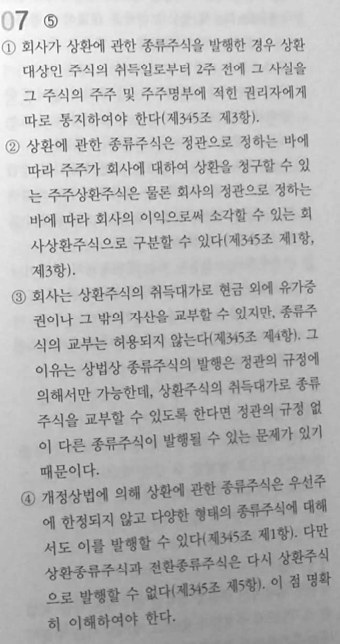 07 ⑤
① 회사가 상환에 관한 종류주식을 발행한 경우 상환
대상인 주식의 취득일로부터 2주 전에 그 사실을
그 주식의 주주 및 주주명부에 적힌 권리자에게
따로 통지하여야 한다(제345조 제3항).
② 상환에 관한 종류주식은 정관으로 정하는 바에
따라 주주가 회사에 대하여 상환을 청구할 수 있
는 주주상환주식은 물론 회사의 정관으로 정하는
바에 따라 회사의 이익으로써 소각할 수 있는 회
사상환주식으로 구분할 수 있다(제345조 제1항,
제3항).
③ 회사는 상환주식의 취득대가로 현금 외에 유가증
권이나 그 밖의 자산을 교부할 수 있지만, 종류주
식의 교부는 허용되지 않는다(제345조 제4항). 그
이유는 상법상 종류주식의 발행은 정관의 규정에
의해서만 가능한데, 상환주식의 취득대가로 종류
주식을 교부할 수 있도록 한다면 정관의 규정 없
이 다른 종류주식이 발행될 수 있는 문제가 있기
때문이다.
④ 개정상법에 의해 상환에 관한 종류주식은 우선주
에 한정되지 않고 다양한 형태의 종류주식에 대해
서도 이를 발행할 수 있다(제345조 제1항). 다만
상환종류주식과 전환종류주식은 다시 상환주식
으로 발행할 수 없다(제345조 제5항). 이 점 명확
히 이해하여야 한다.